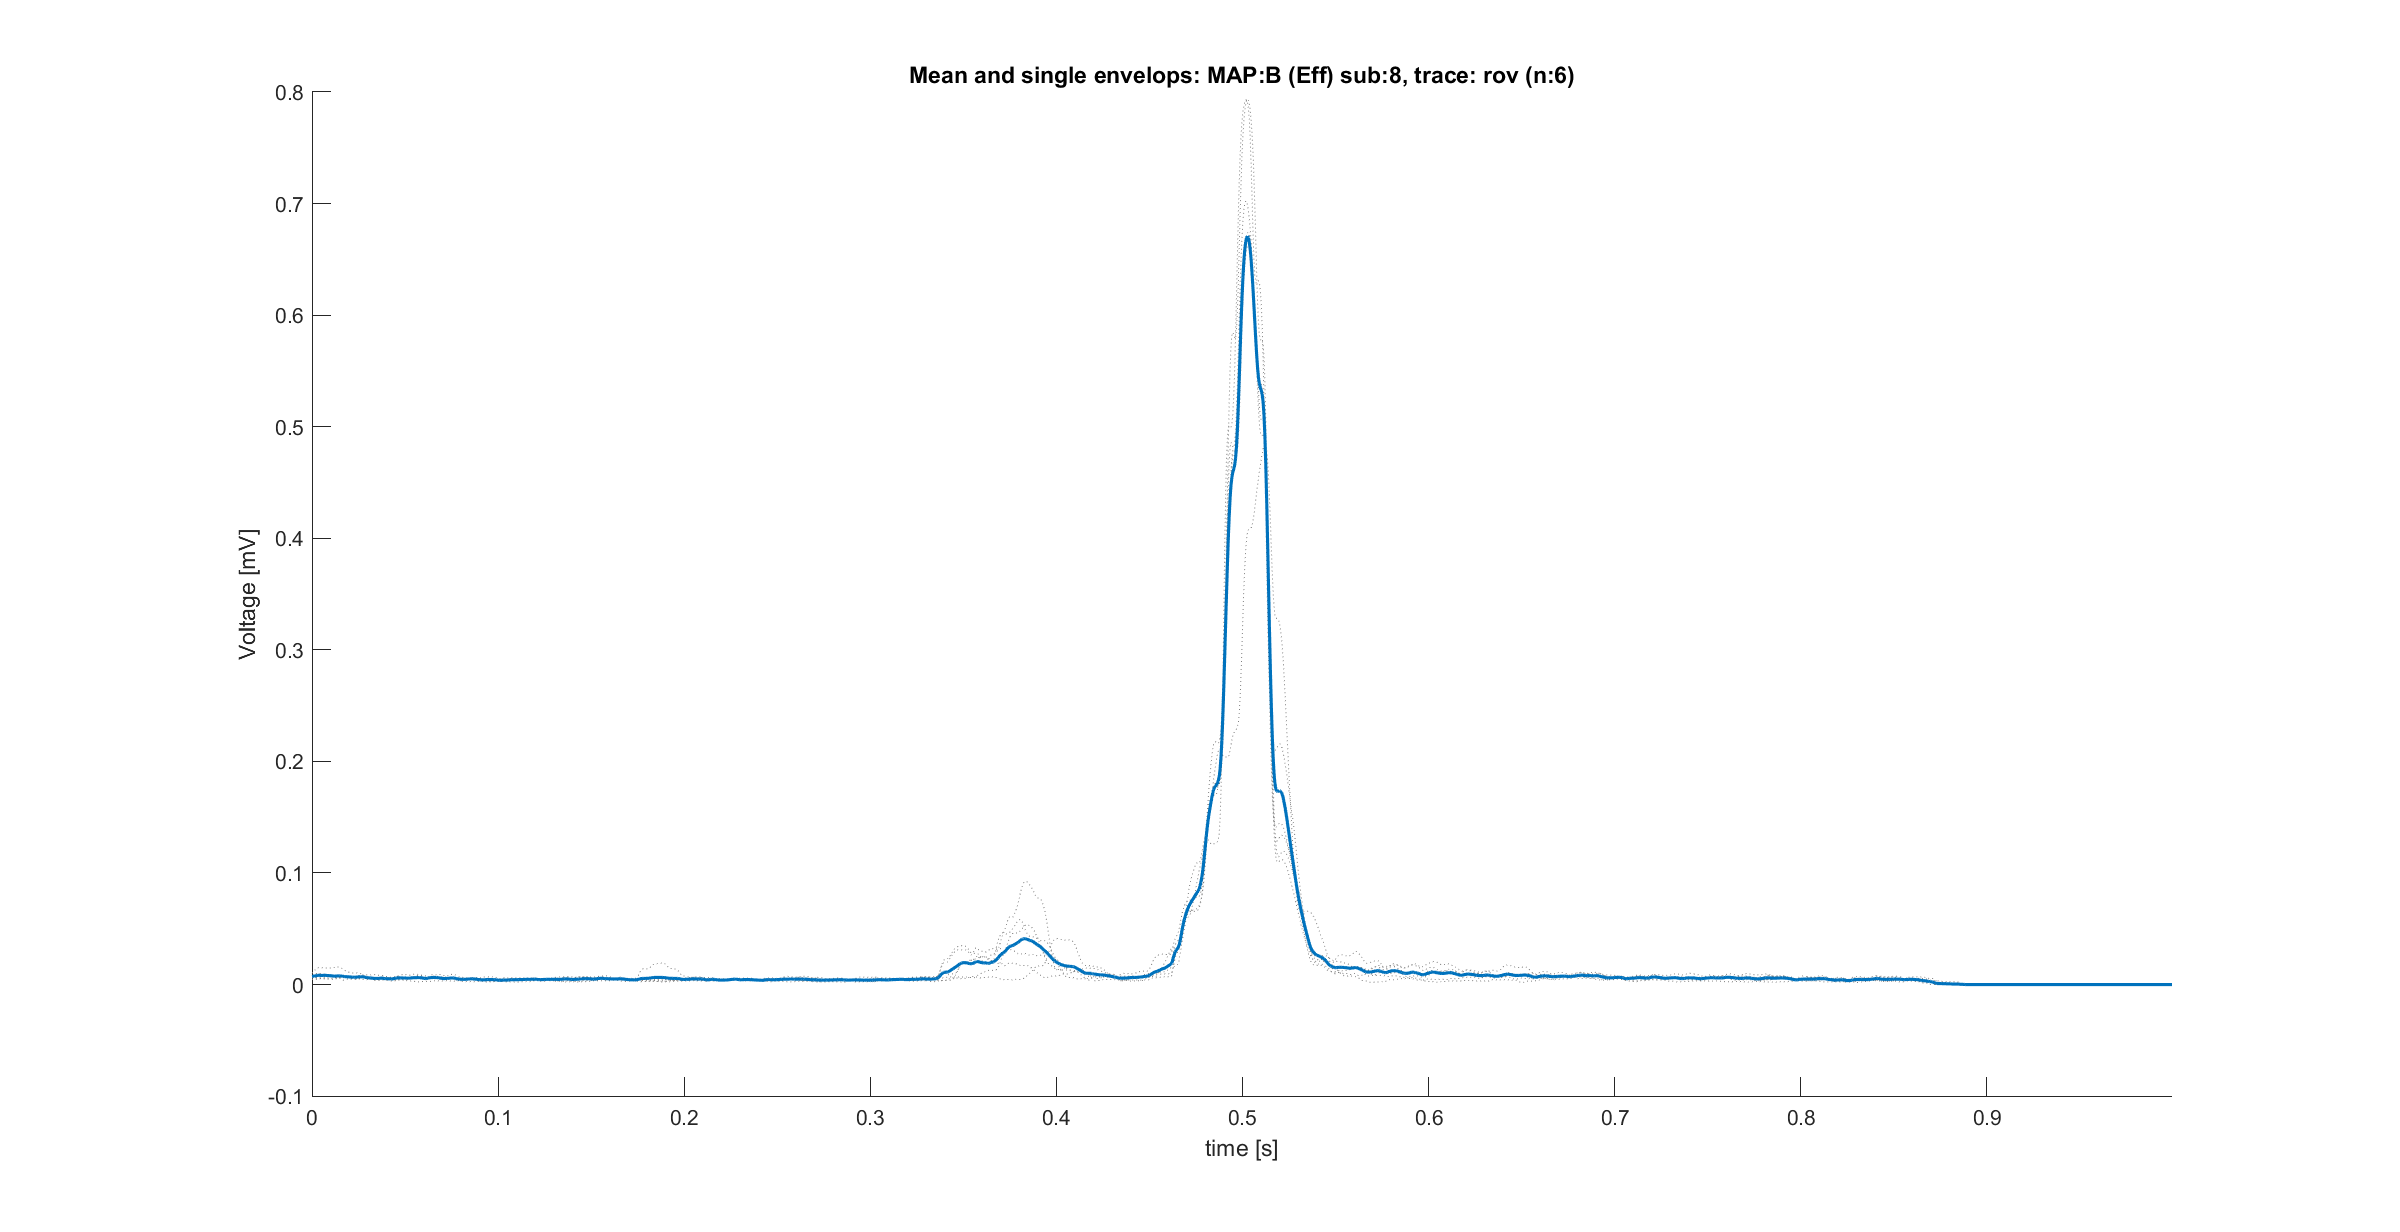 Mean and single envelops: MAP:B (Eff) sub:8, trace: rov (n:6)
0.8
0.7
0.6
0.5
0.4
0.3
0.2
0.1
0
-0.1
Voltage [mV]
0 0.1 0.2 0.3 0.4 0.5 0.6 0.7 0.8 0.9
time [s]